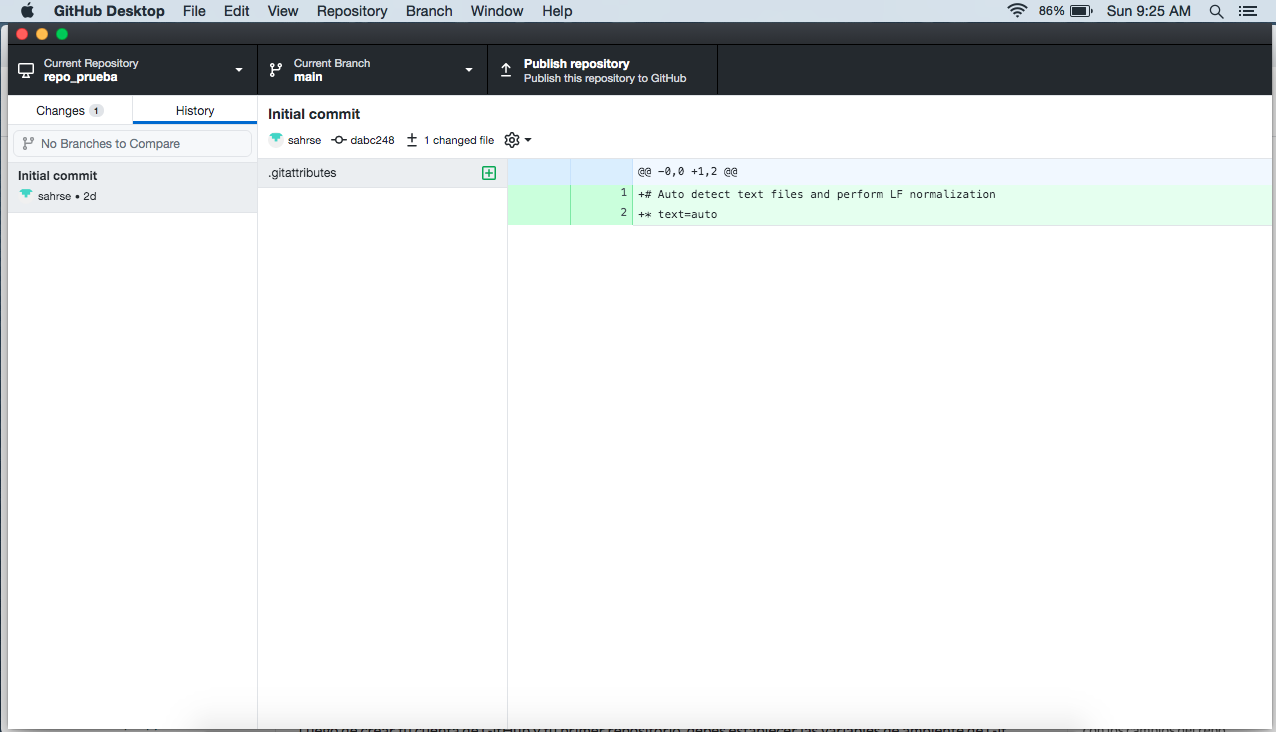 GitHub Desktop File Edit View Repository Branch Window Help 86% Sun 9:25 AM
Current Repository
repo_prueba
Current Branch
main
Publish repository
Publish this repository to GitHub
Changes 1 History
No Branches to Compare
Initial commit
sahrse • 2d
Initial commit
sahrse dabc248 1 changed file
.gitattributes
@@ -0,0 +1,2 @@
1 +# Auto detect text files and perform LF normalization
2 +* text=auto